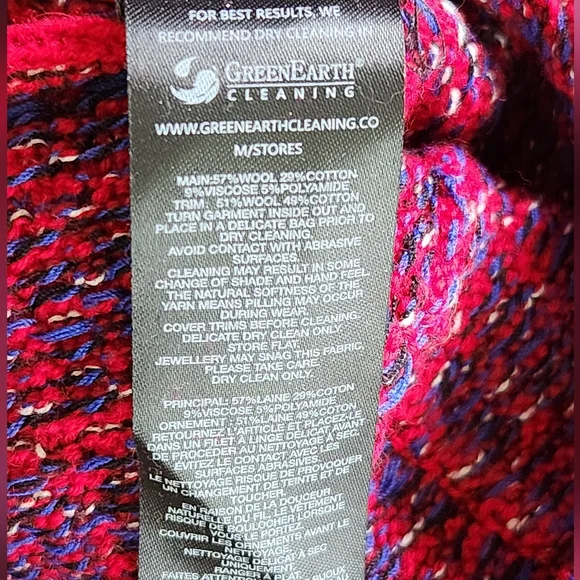 FOR BEST RESULTS, WE
RECOMMEND DRY CLEANING IN
GREENEARTH®
CLEANING
WWW.GREENEARTHCLEANING.CO
M/STORES
MAIN:57%WOOL 29%COTTON
9%VISCOSE 5%POLYAMIDE
TRIM: 51%WOOL 49%COTTON
TURN GARMENT INSIDE OUT AND
PLACE IN A DELICATE BAG PRIOR TO
DRY CLEANING.
AVOID CONTACT WITH ABRASIVE
SURFACES.
CLEANING MAY RESULT IN SOME
CHANGE OF SHADE AND HAND FEEL
THE NATURAL SOFTNESS OF THE
YARN MEANS PILLING MAY OCCUR
DURING WEAR.
COVER TRIMS BEFORE CLEANING.
DELICATE DRY CLEAN ONLY
STORE FLAT.
JEWELLERY MAY SNAG THIS FABRIC,
PLEASE TAKE CARE.
DRY CLEAN ONLY.
PRINCIPAL: 57%LAINE 29%COTON
9%VISCOSE 5%POLYAMIDE
ORNEMENT: 51%LAINE 49%COTON
RETOURNEZ L'ARTICLE ET PLACEZ-LE
DANS UN FILET À LINGE DÉLICAT AVANT
DE PROCÉDER AU NETTOYAGE À SEC.
ÉVITEZ LE CONTACT AVEC LES
SURFACES ABRASIVES.
LE NETTOYAGE RISQUE DE PROVOQUER
UN CHANGEMENT DE TEINTE ET DE
TOUCHER.
EN RAISON DE LA DOUCEUR
NATURELLE DU FIL, LE VÊTEMENT
RISQUE DE BOULOCHER LORSQUE
VOUS LE PORTEZ.
COUVRIR LES ORNEMENTS AVANT LE
NETTOYAGE.
NETTOYAGE DÉLICAT À SEC
UNIQUEMENT.
RANGER À PLAT.